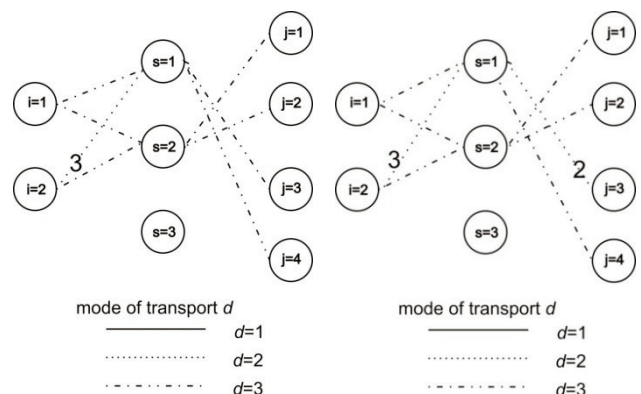 j=1
s=1
i=1
j=2
s=2
3
i=2
j=3
s=3
j=4
mode of transport d
d=1
d=2
d=3
j=1
s=1
i=1
j=2
s=2
3
2
i=2
j=3
s=3
j=4
mode of transport d
d=1
d=2
d=3